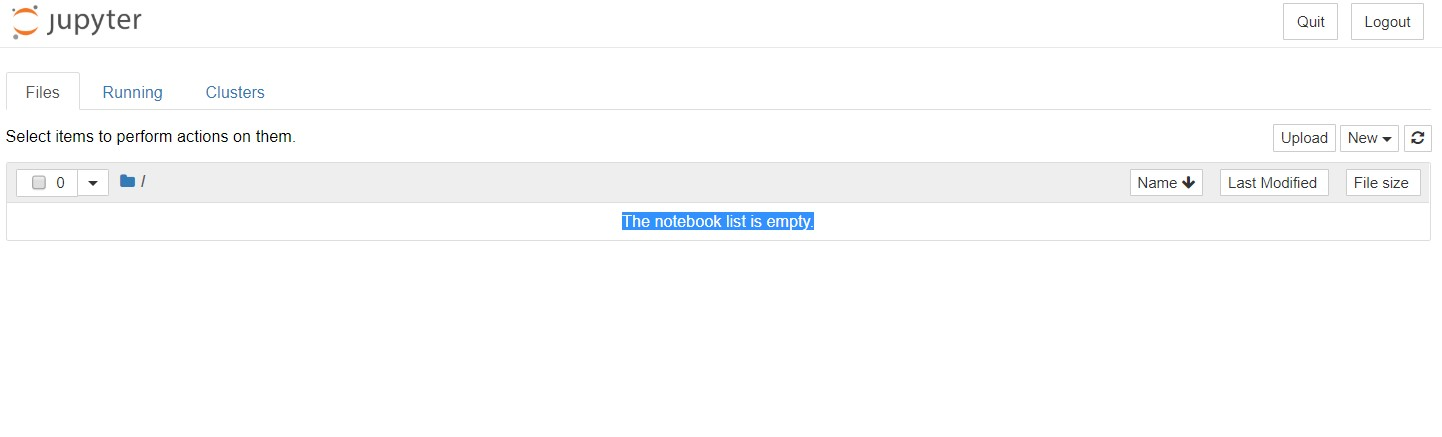 jupyter Quit Logout
Files Running Clusters
Select items to perform actions on them. Upload New
0 / Name Last Modified File size
The notebook list is empty.